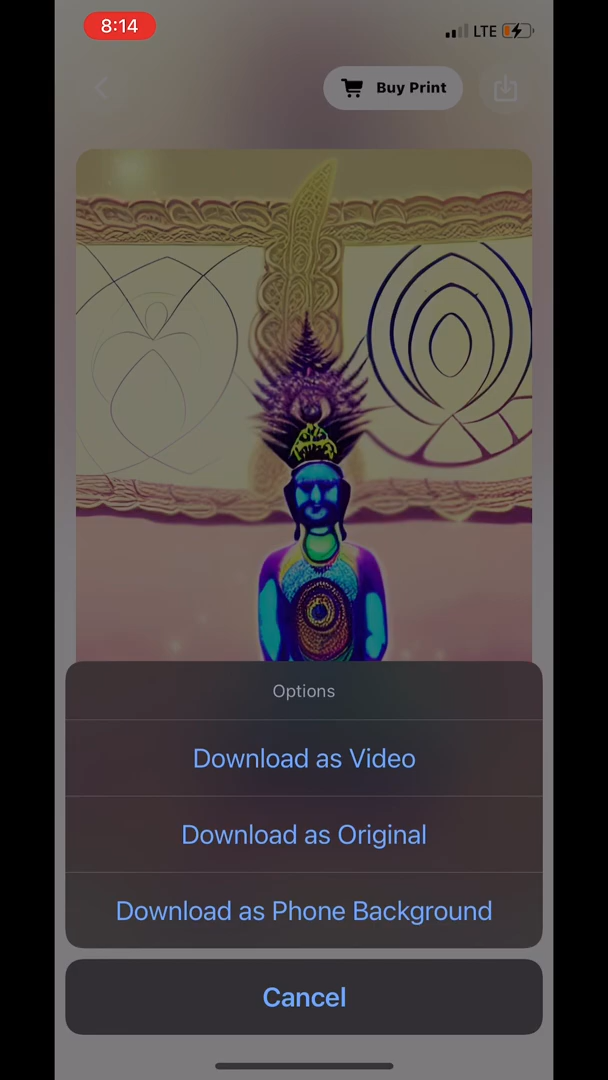 8:14
LTE
Buy Print
Options
Download as Video
Download as Original
Download as Phone Background
Cancel